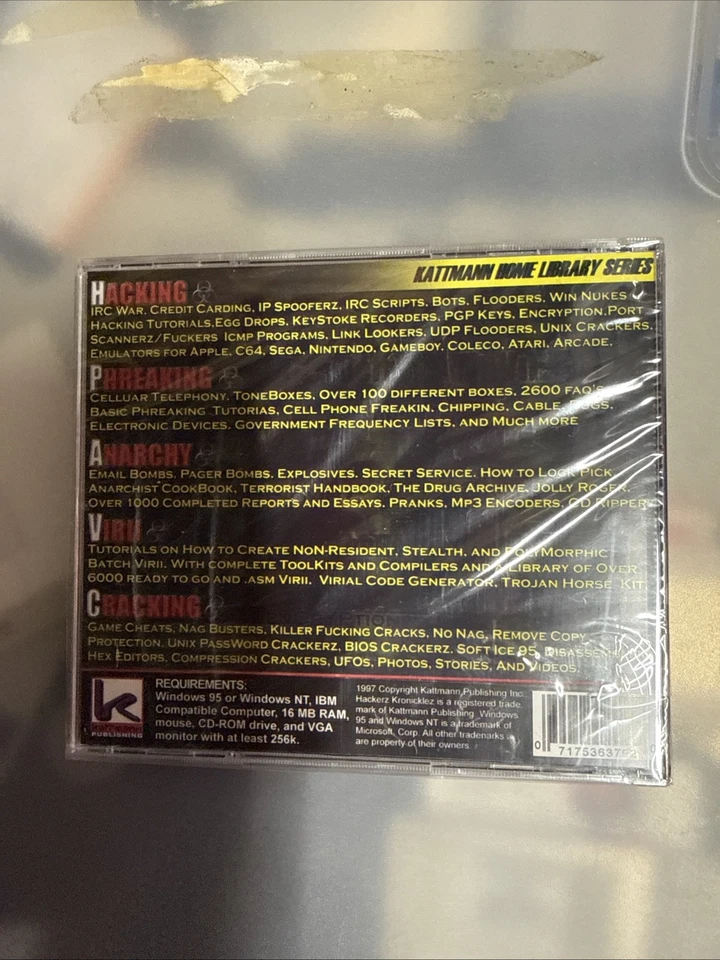 KATTMANN HOME LIBRARY SERIES
HACKING
IRC WAR, CREDIT CARDING, IP SPOOFERZ, IRC SCRIPTS, BOTS, FLOODERS, WIN NUKES
HACKING TUTORIALS,EGG DROPS, KEYSTOKE RECORDERS, PGP KEYS, ENCRYPTION,PORT
SCANNERZ/FUCKERS ICMP PROGRAMS, LINK LOOKERS, UDP FLOODERS, UNIX CRACKERS,
EMULATORS FOR APPLE, C64, SEGA, NINTENDO, GAMEBOY, COLECO, ATARI, ARCADE,
PHREAKING
CELLUAR TELEPHONY, TONEBOXES, OVER 100 DIFFERENT BOXES, 2600 FAQ'S
BASIC PHREAKING TUTORIAS, CELL PHONE FREAKIN, CHIPPING, CABLE, BUGS,
ELECTRONIC DEVICES, GOVERNMENT FREQUENCY LISTS, AND MUCH MORE
ANARCHY
EMAIL BOMBS, PAGER BOMBS, EXPLOSIVES, SECRET SERVICE, HOW TO LOCK PICK,
ANARCHIST COOKBOOK, TERRORIST HANDBOOK, THE DRUG ARCHIVE, JOLLY ROGER,
OVER 1000 COMPLETED REPORTS AND ESSAYS, PRANKS, MP3 ENCODERS, CD RIPPER
VIRII
TUTORIALS ON HOW TO CREATE NON-RESIDENT, STEALTH, AND POLYMORPHIC
BATCH VIRII. WITH COMPLETE TOOLKITS AND COMPILERS AND A LIBRARY OF OVER
6000 READY TO GO AND .ASM VIRII. VIRIAL CODE GENERATOR, TROJAN HORSE KIT
CRACKING
GAME CHEATS, NAG BUSTERS, KILLER FUCKING CRACKS, NO NAG, REMOVE COPY
PROTECTION, UNIX PASSWORD CRACKERZ, BIOS CRACKERZ, SOFT ICE 95,
HEX EDITORS, COMPRESSION CRACKERS, UFOS, PHOTOS, STORIES, AND VIDEOS,
REQUIREMENTS:
Windows 95 or Windows NT, IBM
Compatible Computer, 16 MB RAM,
mouse, CD-ROM drive, and VGA
monitor with at least 256k.
1997 Copyright Kattmann Publishing Inc.
Hackerz Kronicklez is a registered trade
mark of Kattmann Publishing. Windows
95 and Windows NT is a trademark of
Microsoft, Corp. All other trademarks
are property of their owners
PUBLISHING